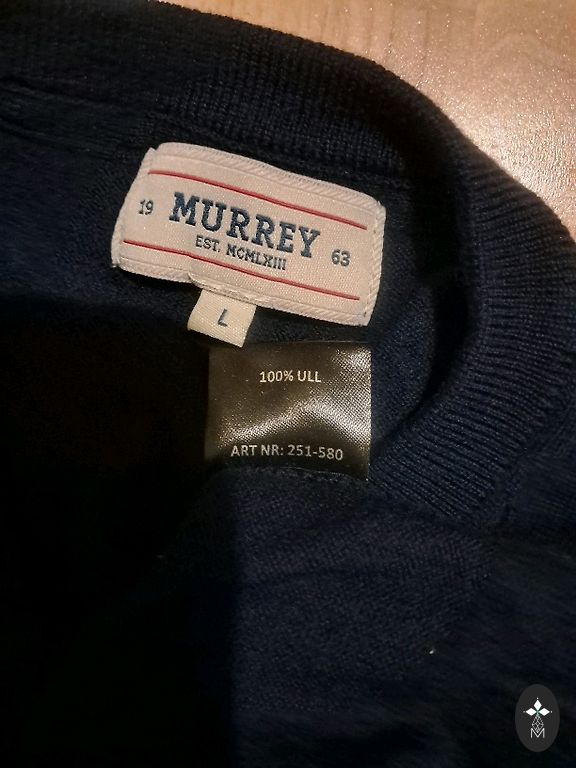 19 MURREY 63
EST. MCMLXIII
L
100% ULL
ART NR: 251-580
M